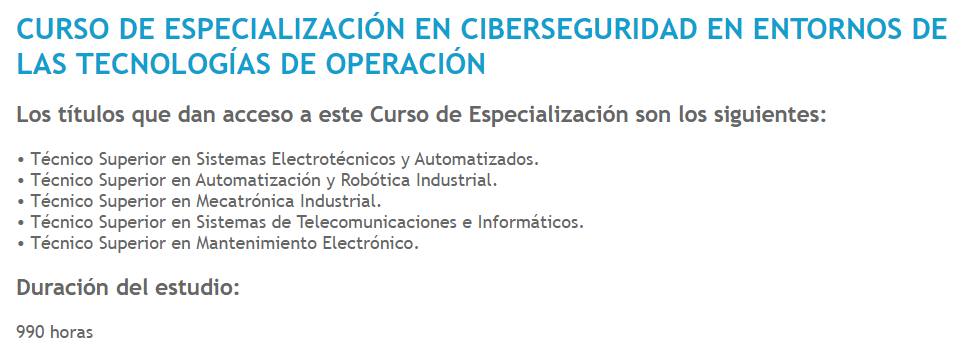 CURSO DE ESPECIALIZACIÓN EN CIBERSEGURIDAD EN ENTORNOS DE
LAS TECNOLOGÍAS DE OPERACIÓN
Los títulos que dan acceso a este Curso de Especialización son los siguientes:
• Técnico Superior en Sistemas Electrotécnicos y Automatizados.
• Técnico Superior en Automatización y Robótica Industrial.
• Técnico Superior en Mecatrónica Industrial.
• Técnico Superior en Sistemas de Telecomunicaciones e Informáticos.
• Técnico Superior en Mantenimiento Electrónico.
Duración del estudio:
990 horas